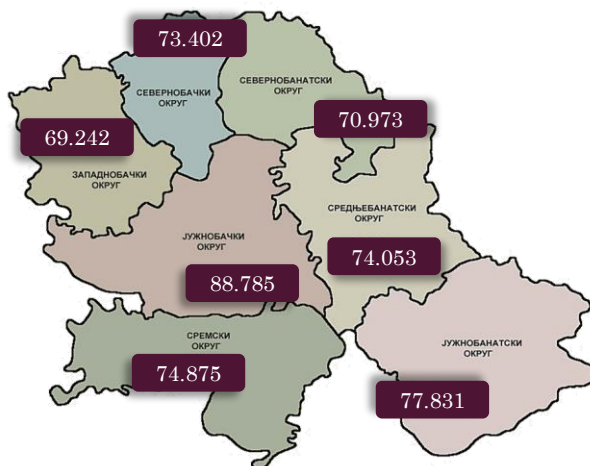 73.402
СЕВЕРНОБАЧКИ
ОКРУГ
СЕВЕРНОБАНАТСКИ
ОКРУГ
70.973
69.242
ЗАПАДНОБАЧКИ
ОКРУГ
СРЕДЊЕБАНАТСКИ
ОКРУГ
74.053
ЈУЖНОБАЧКИ
ОКРУГ
88.785
СРЕМСКИ
ОКРУГ
74.875
ЈУЖНОБАНАТСКИ
ОКРУГ
77.831